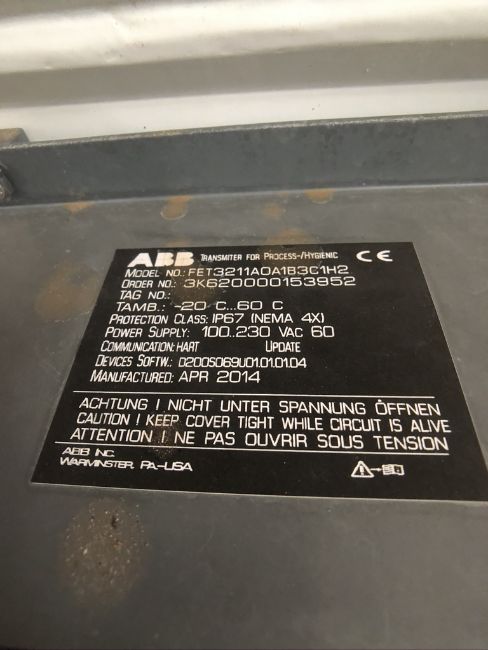 ABB TRANSMITER FOR PROCESS-/HYGIENIC CE
MODEL NO.: FET3211A0A1B3C1H2
ORDER NO.: 3K620000153952
TAG NO.:
TAMB.: -20 C...60 C
PROTECTION CLASS: IP67 (NEMA 4X)
POWER SUPPLY: 100..230 VAC 60
COMMUNICATION: HART UPDATE
DEVICES SOFTW.: D200S069U01.01.01.04
MANUFACTURED: APR 2014
ACHTUNG ! NICHT UNTER SPANNUNG ÖFFNEN
CAUTION ! KEEP COVER TIGHT WHILE CIRCUIT IS ALIVE
ATTENTION ! NE PAS OUVRIR SOUS TENSION
ABB INC.
WARMINSTER, PA-USA